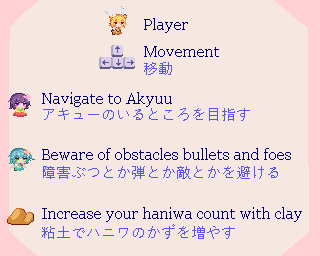 Player
Movement
移動
Navigate to Akyuu
アキューのいるところを目指す
Beware of obstacles bullets and foes
障害ぶつとか弾とか敵とかを避ける
Increase your haniwa count with clay
粘土でハニワのかずを増やす